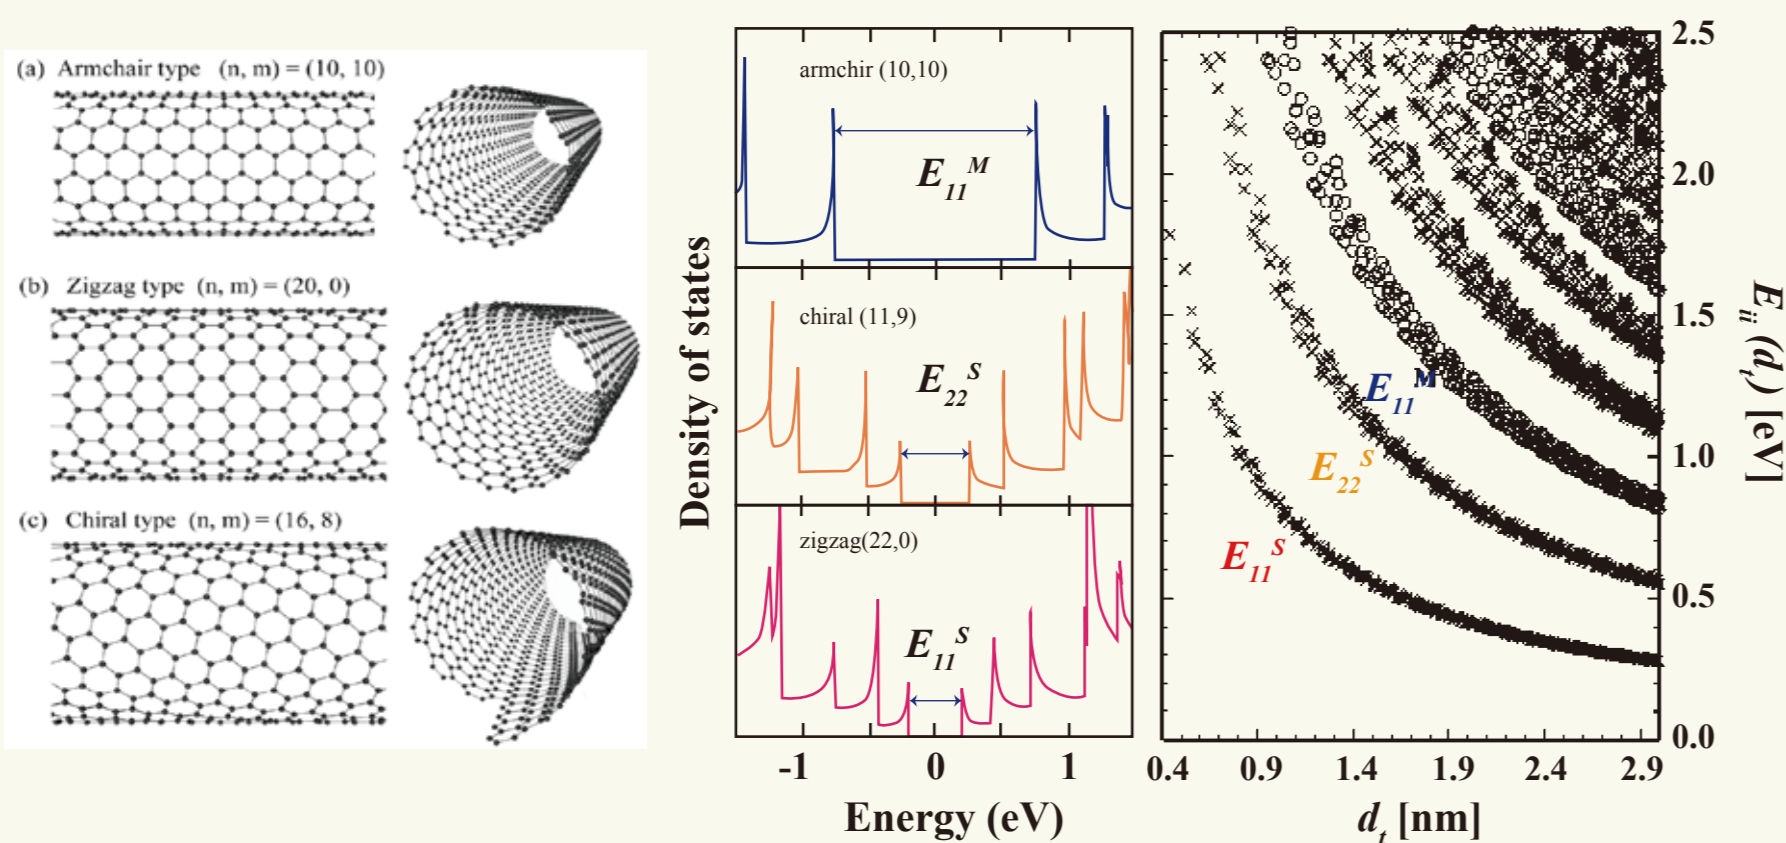 (a) Armchair type (n, m) = (10, 10)
(b) Zigzag type (n, m) = (20, 0)
(c) Chiral type (n, m) = (16, 8)
Density of states
armchir (10,10)
E₁₁ᴹ
chiral (11,9)
E₂₂ˢ
zigzag(22,0)
E₁₁ˢ
-1 0 1
Energy (eV)
E₁₁ᴹ
E₂₂ˢ
E₁₁ˢ
2.5
2.0
1.5
1.0
0.5
0.0
Eᵢᵢ(dₜ) [eV]
0.4 0.9 1.4 1.9 2.4 2.9
dₜ [nm]